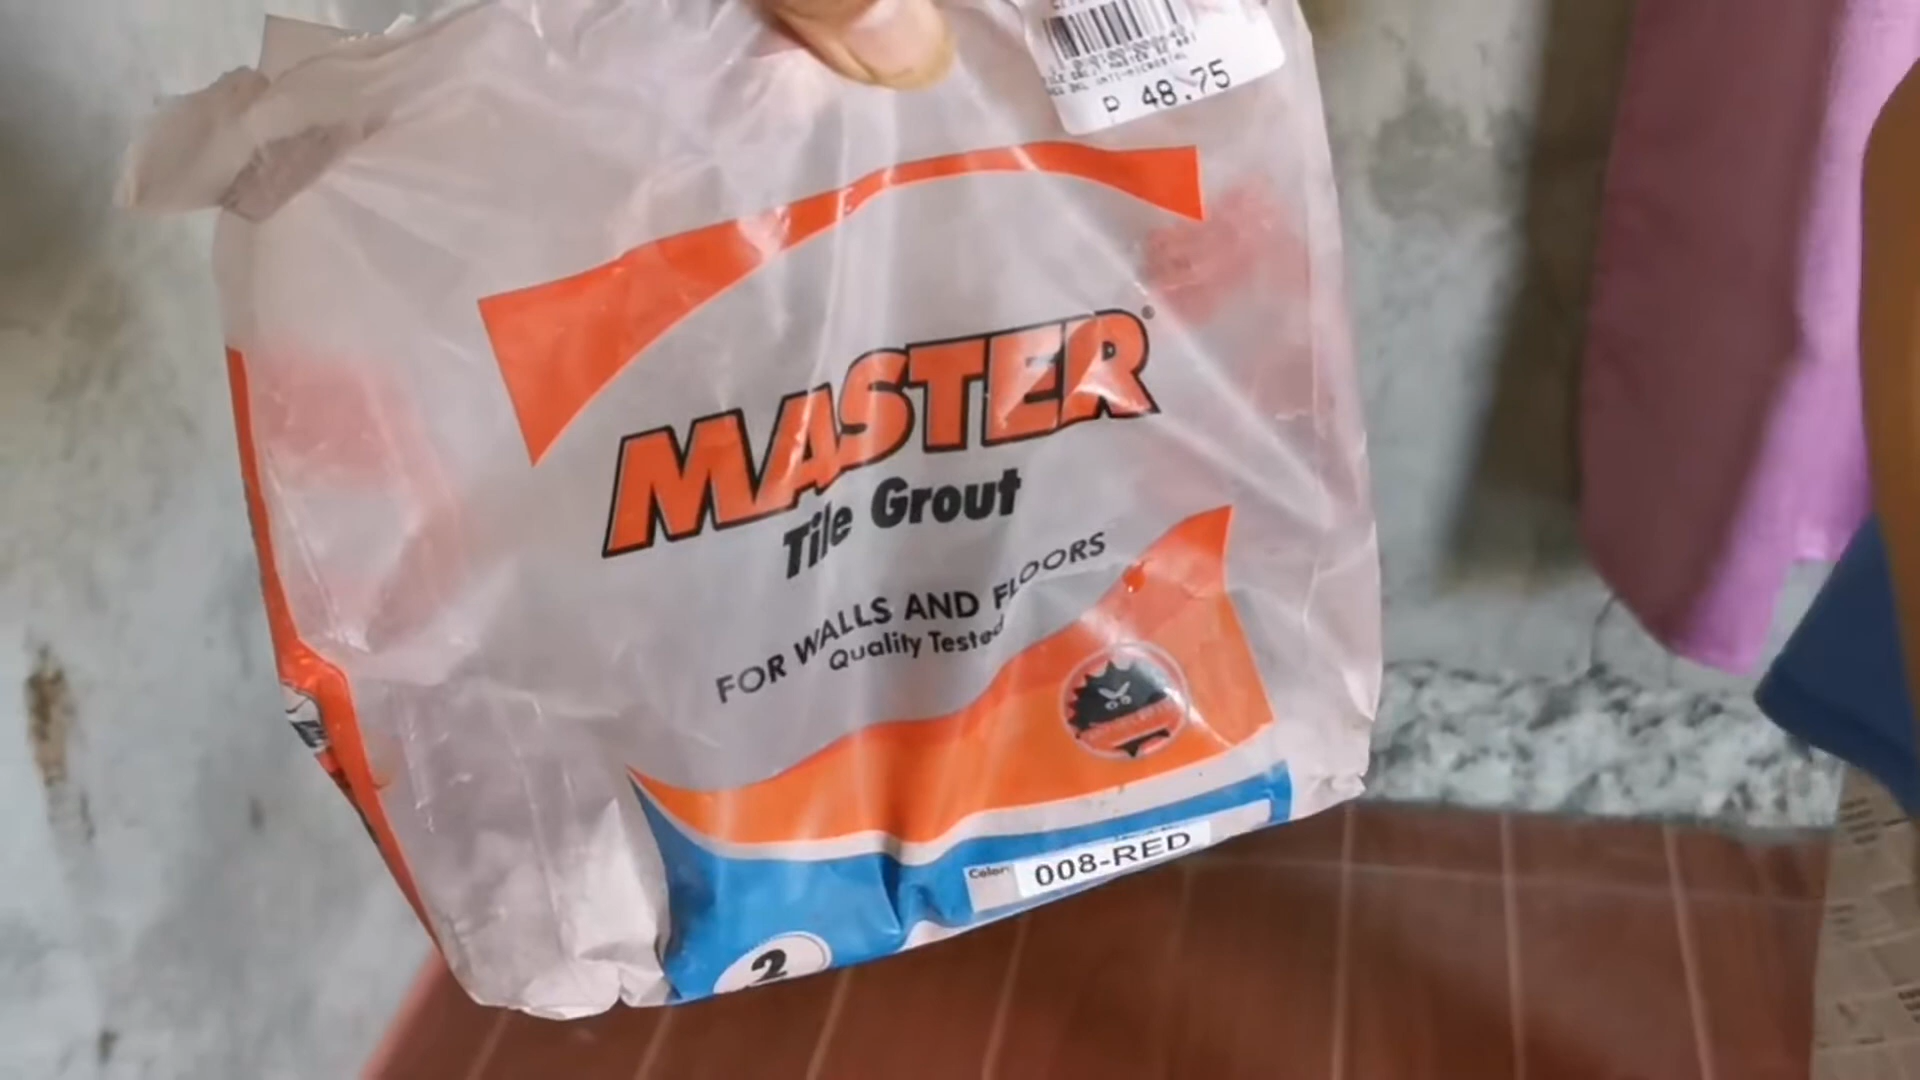 P 48.75
MASTER®
Tile Grout
FOR WALLS AND FLOORS
Quality Tested
Color: 008-RED
2